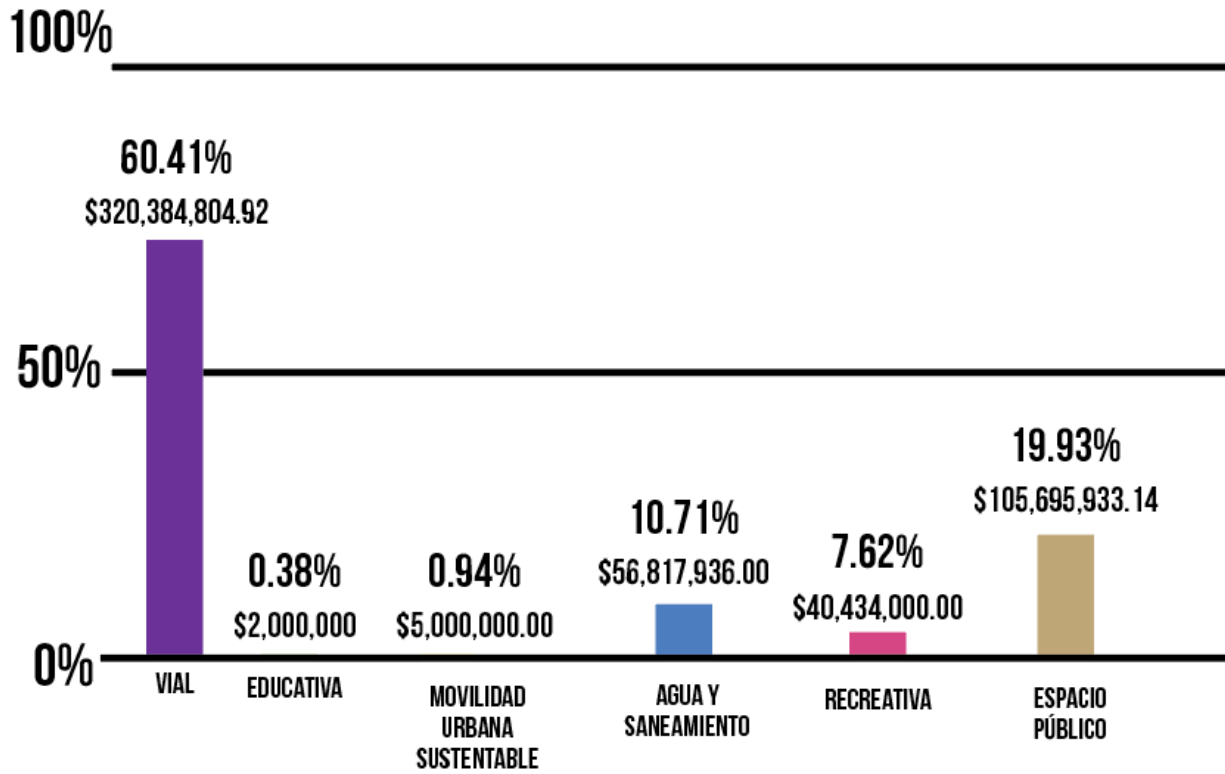 100%
60.41%
$320,384,804.92
50%
0.38%
$2,000,000
0.94%
$5,000,000.00
10.71%
$56,817,936.00
7.62%
$40,434,000.00
19.93%
$105,695,933.14
0%
VIAL
EDUCATIVA
MOVILIDAD
URBANA
SUSTENTABLE
AGUA Y
SANEAMIENTO
RECREATIVA
ESPACIO
PÚBLICO